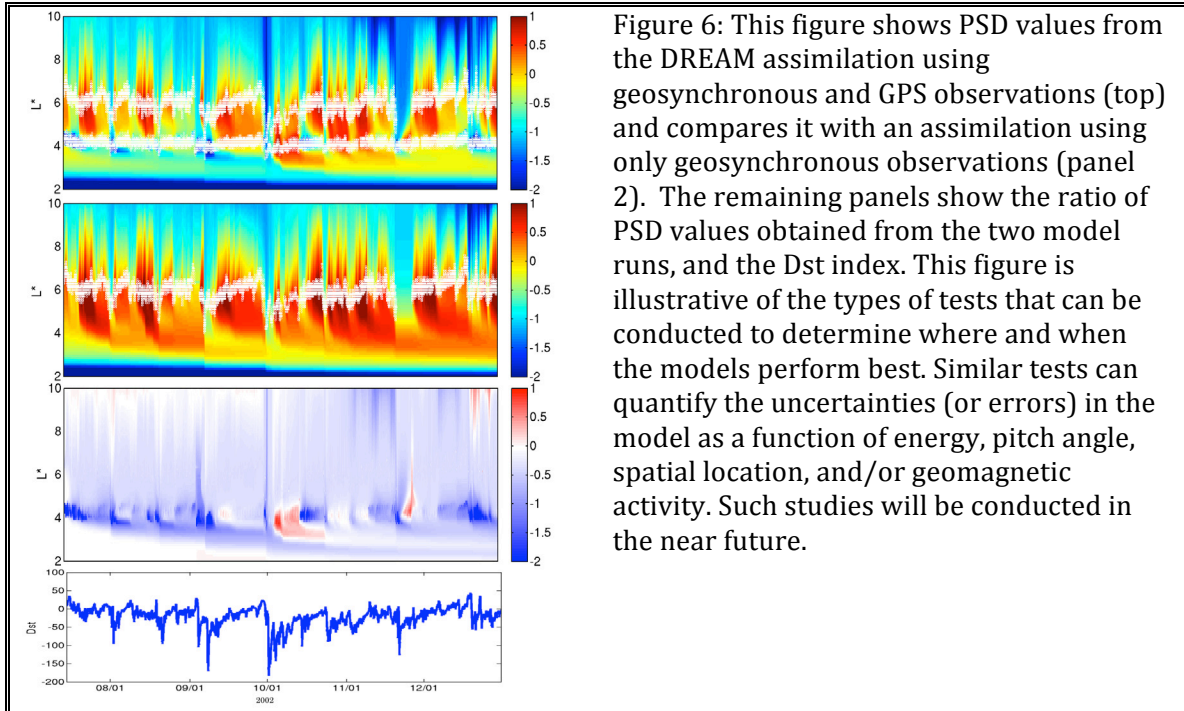 10
8
6
4
2
L*
1
0.5
0
-0.5
-1
-1.5
-2
10
8
6
4
2
L*
1
0.5
0
-0.5
-1
-1.5
-2
10
8
6
4
2
L*
1
0.5
0
-0.5
-1
-1.5
-2
100
50
0
-50
-100
-150
-200
Dst
08/01 09/01 10/01 11/01 12/01
2002
Figure 6: This figure shows PSD values from
the DREAM assimilation using
geosynchronous and GPS observations (top)
and compares it with an assimilation using
only geosynchronous observations (panel
2). The remaining panels show the ratio of
PSD values obtained from the two model
runs, and the Dst index. This figure is
illustrative of the types of tests that can be
conducted to determine where and when
the models perform best. Similar tests can
quantify the uncertainties (or errors) in the
model as a function of energy, pitch angle,
spatial location, and/or geomagnetic
activity. Such studies will be conducted in
the near future.